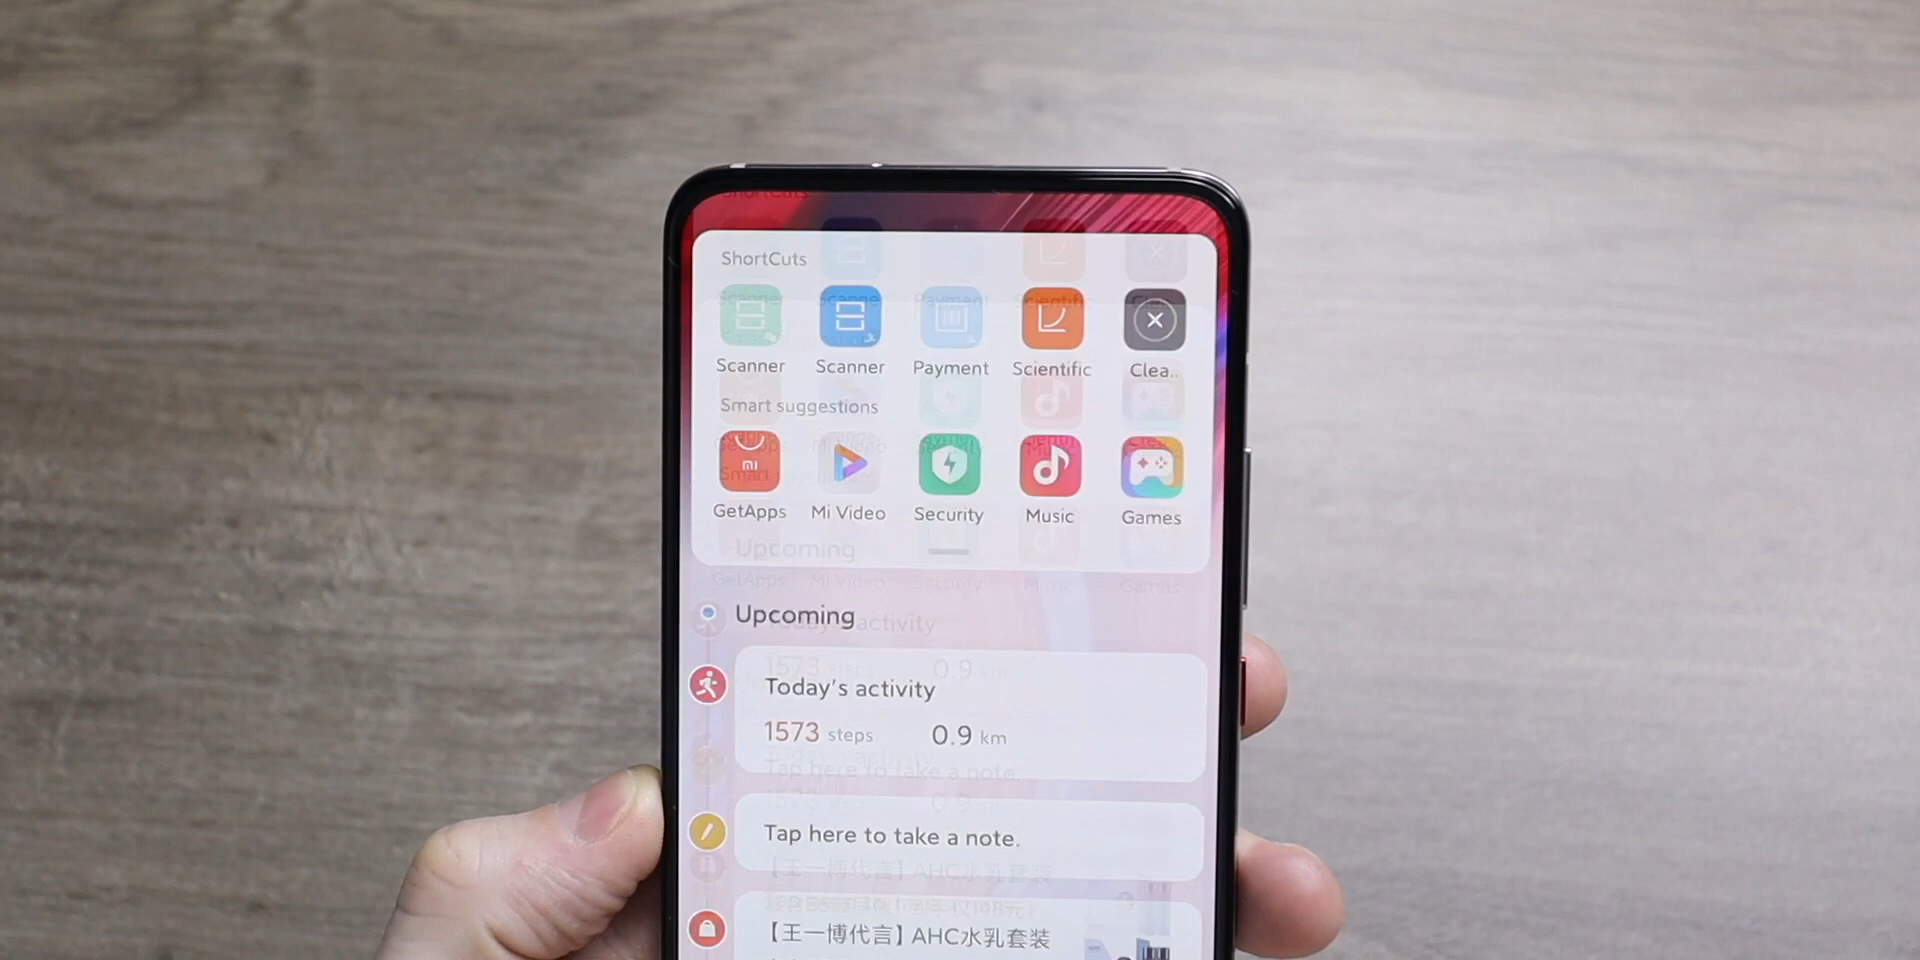 ShortCuts
Scanner Scanner Payment Scientific Clea..
Smart suggestions
GetApps Mi Video Security Music Games
Upcoming
Today's activity
1573 steps 0.9 km
Tap here to take a note.
【王一博代言】AHC水乳套装